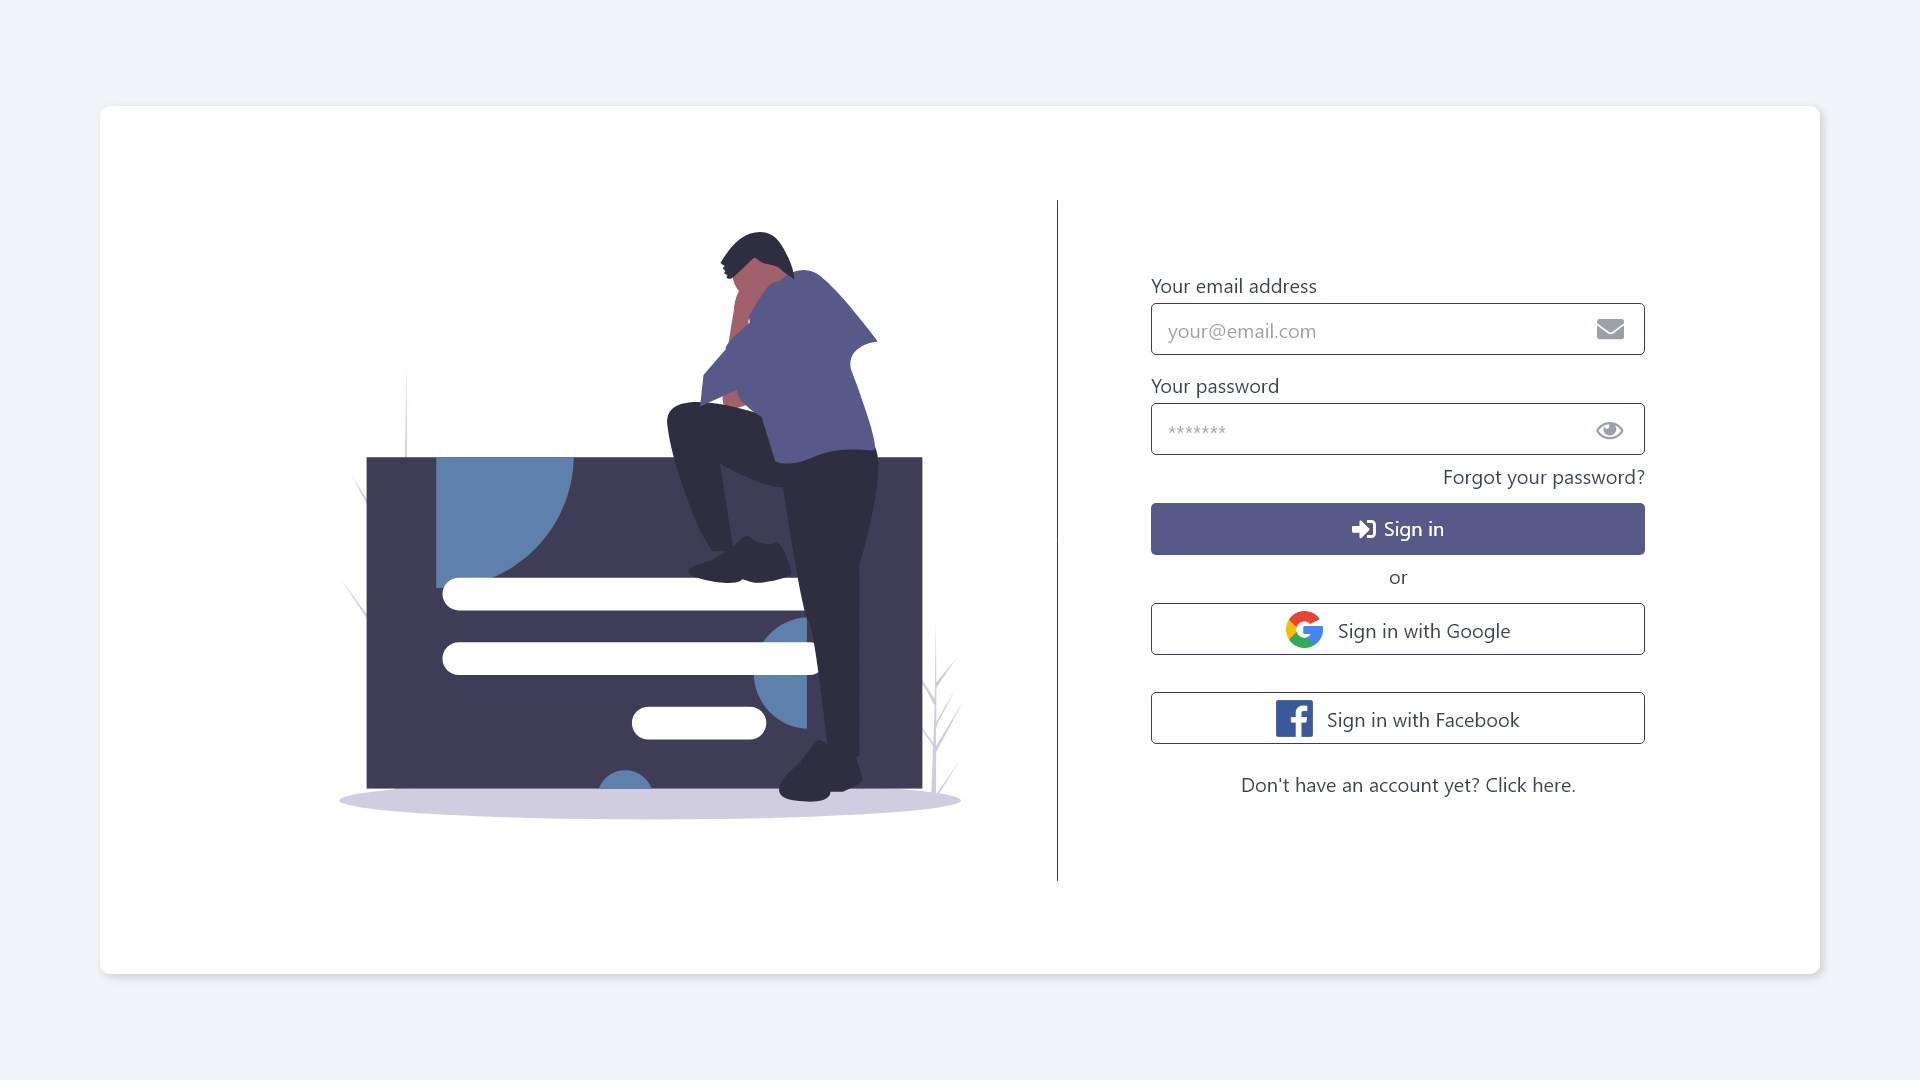 Your email address
your@email.com
Your password
*******
Forgot your password?
Sign in
or
Sign in with Google
Sign in with Facebook
Don't have an account yet? Click here.